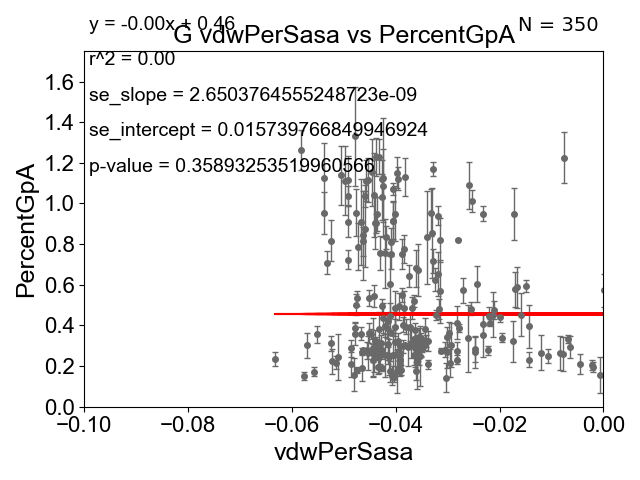 y = -0.00x + 0.46
N = 350
G vdwPerSasa vs PercentGpA
r^2 = 0.00
se_slope = 2.6503764555248723e-09
se_intercept = 0.015739766849946924
p-value = 0.35893253519960566
PercentGpA
1.6
1.4
1.2
1.0
0.8
0.6
0.4
0.2
0.0
−0.10
−0.08
−0.06
−0.04
−0.02
0.00
vdwPerSasa